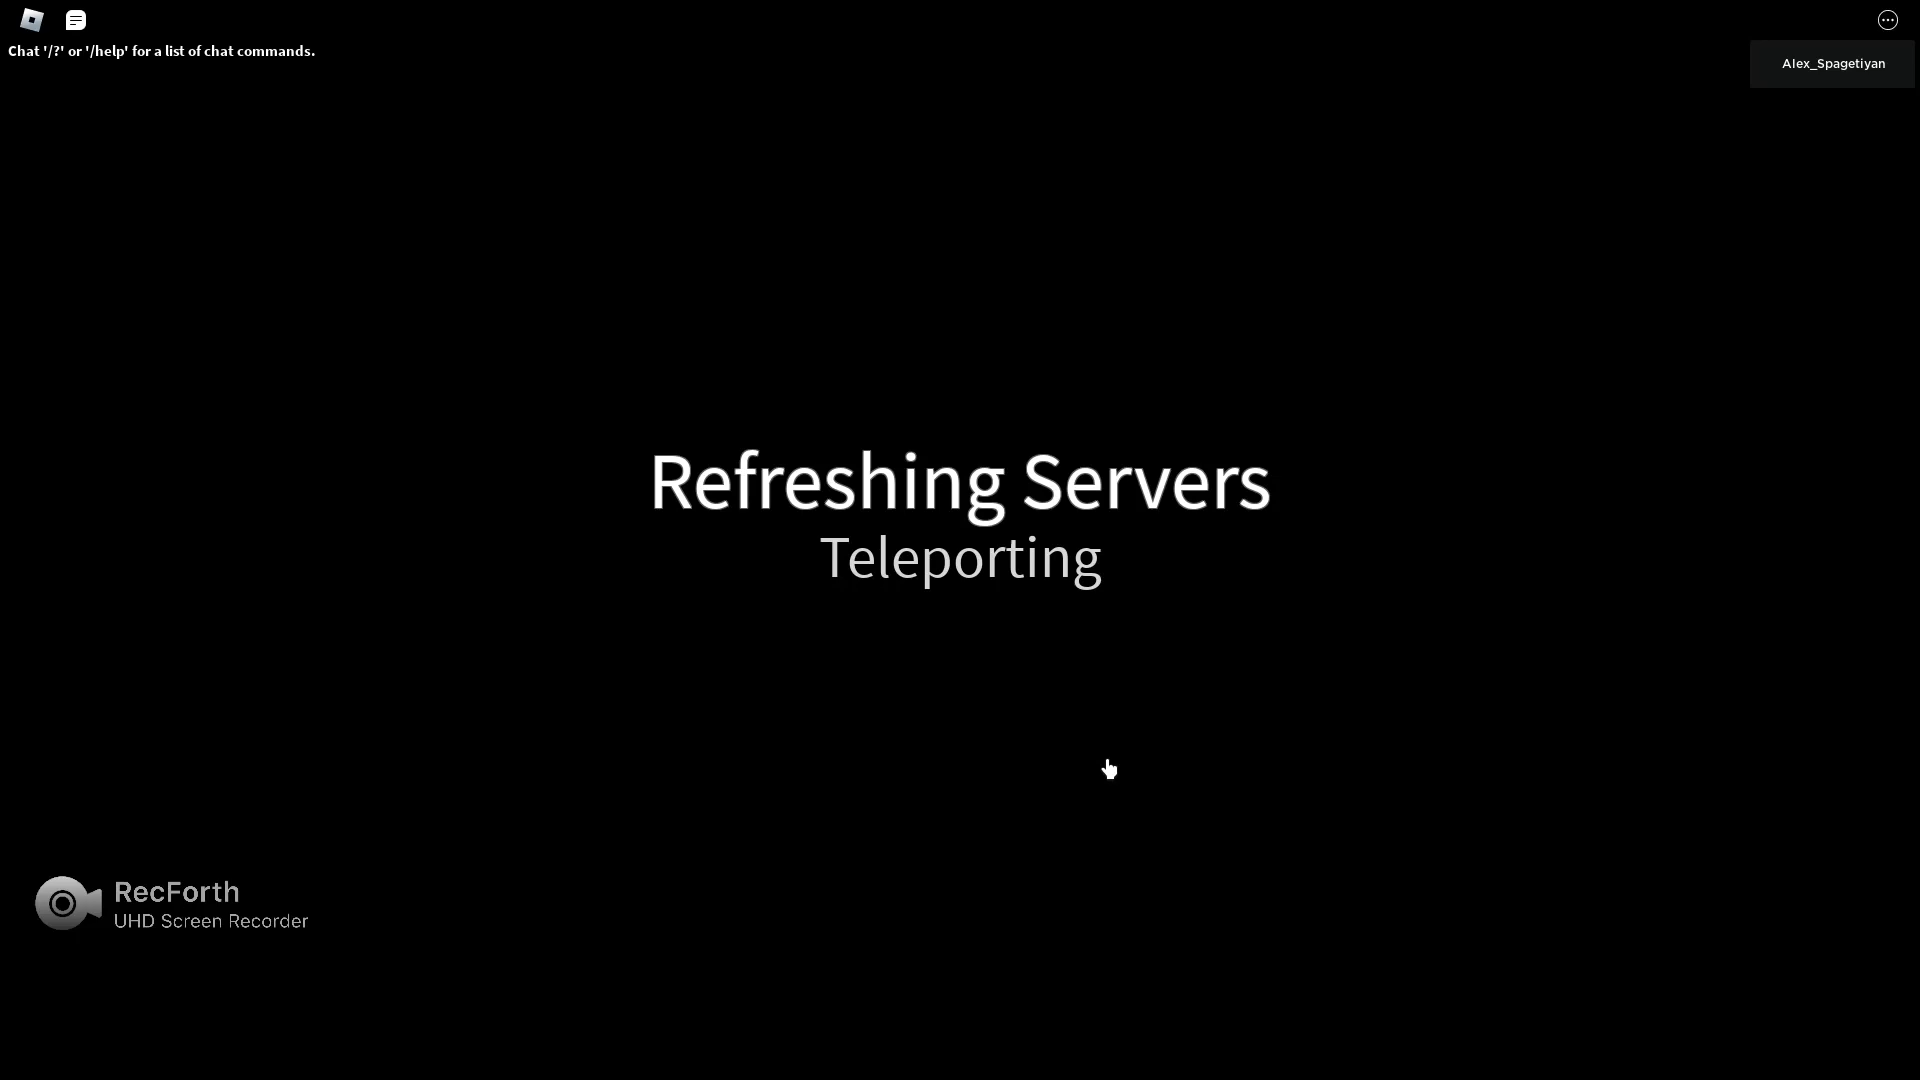 Chat '/?' or '/help' for a list of chat commands.
Alex_Spagetiyan
Refreshing Servers
Teleporting
RecForth
UHD Screen Recorder